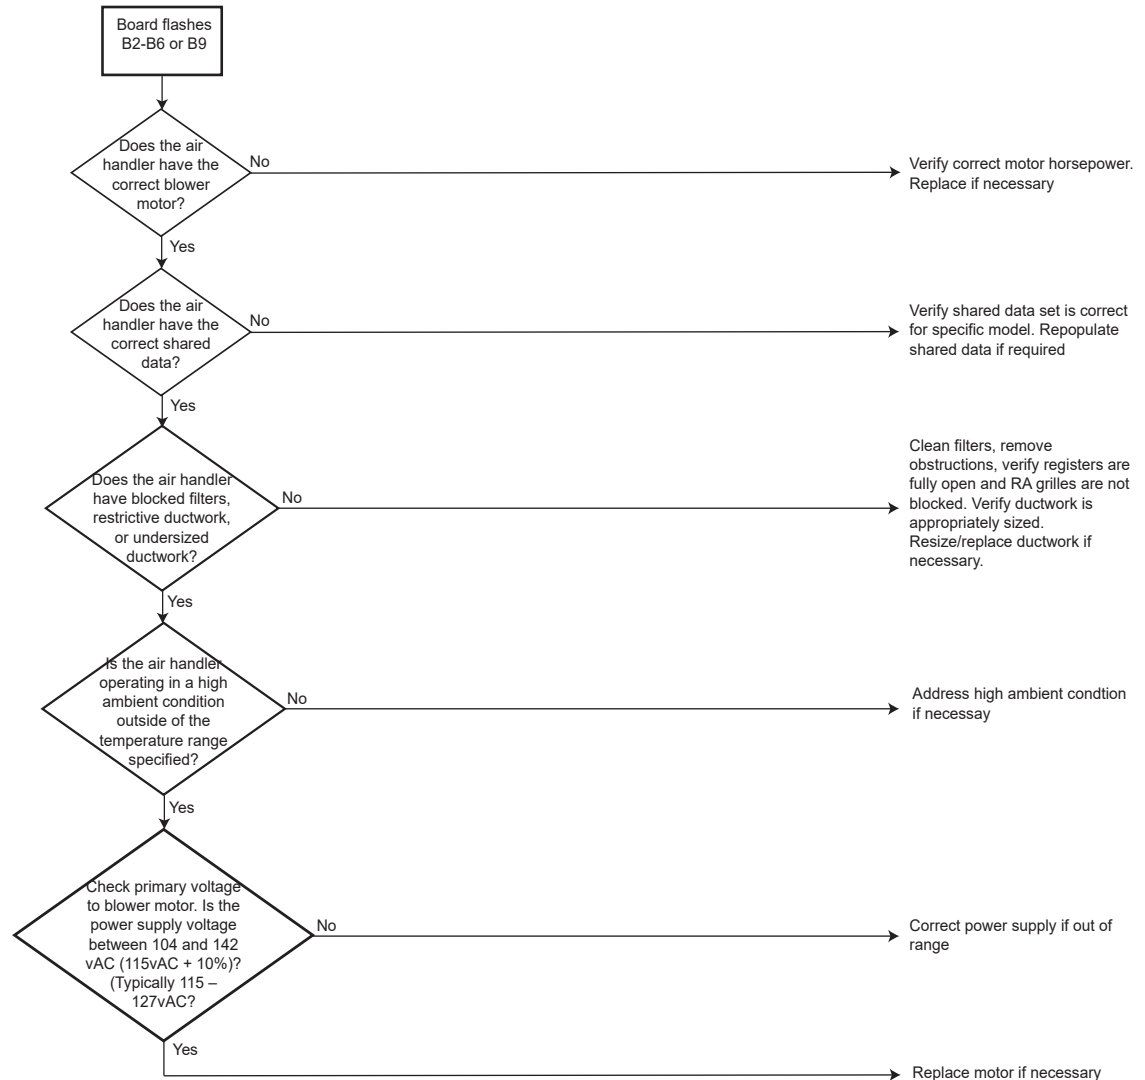 Board flashes
B2-B6 or B9
Does the air
handler have the
correct blower
motor?
No
Verify correct motor horsepower.
Replace if necessary
Yes
Does the air
handler have the
correct shared
data?
No
Verify shared data set is correct
for specific model. Repopulate
shared data if required
Yes
Does the air handler
have blocked filters,
restrictive ductwork,
or undersized
ductwork?
No
Clean filters, remove
obstructions, verify registers are
fully open and RA grilles are not
blocked. Verify ductwork is
appropriately sized.
Resize/replace ductwork if
necessary.
Yes
Is the air handler
operating in a high
ambient condition
outside of the
temperature range
specified?
No
Address high ambient condtion
if necessay
Yes
Check primary voltage
to blower motor. Is the
power supply voltage
between 104 and 142
vAC (115vAC + 10%)?
(Typically 115 –
127vAC?
No
Correct power supply if out of
range
Yes
Replace motor if necessary